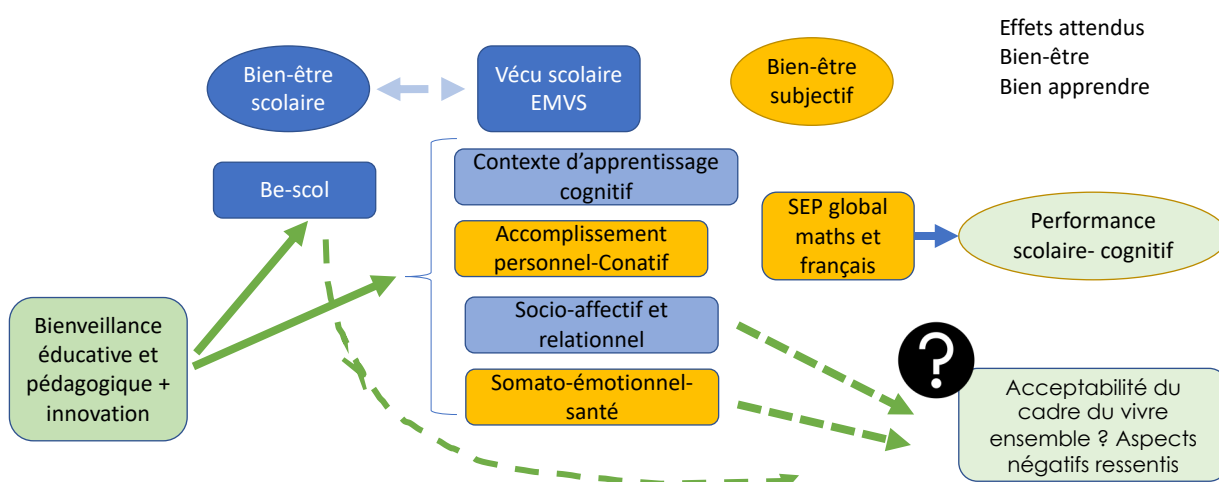 Effets attendus
Bien-être
Bien apprendre
Bien-être
scolaire
Vécu scolaire
EMVS
Bien-être
subjectif
Be-scol
Contexte d'apprentissage
cognitif
Accomplissement
personnel-Conatif
Socio-affectif et
relationnel
Somato-émotionnel-
santé
SEP global
maths et
français
Performance
scolaire- cognitif
Bienveillance
éducative et
pédagogique +
innovation
?
Acceptabilité du
cadre du vivre
ensemble ? Aspects
négatifs ressentis